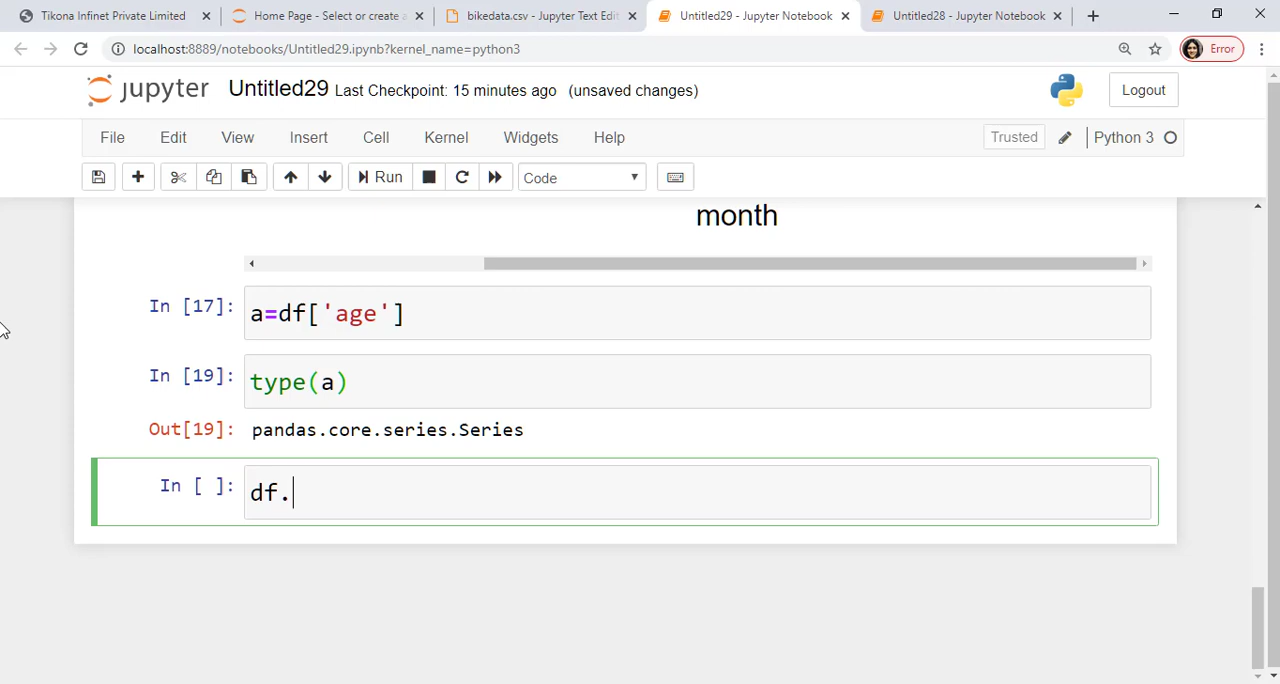 Tikona Infinet Private Limited
Home Page - Select or create a
bikedata.csv - Jupyter Text Edit
Untitled29 - Jupyter Notebook
Untitled28 - Jupyter Notebook
localhost:8889/notebooks/Untitled29.ipynb?kernel_name=python3
Error
jupyter Untitled29 Last Checkpoint: 15 minutes ago (unsaved changes)
Logout
File Edit View Insert Cell Kernel Widgets Help
Trusted Python 3
Run Code
month
In [17]: a=df['age']
In [19]: type(a)
Out[19]: pandas.core.series.Series
In [ ]: df.